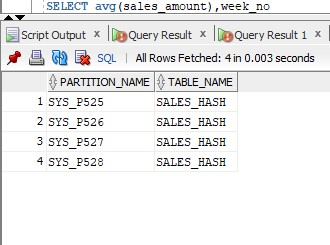 SELECT avg(sales_amount),week_no
Script Output × Query Result × Query Result 1 ×
SQL | All Rows Fetched: 4 in 0.003 seconds
PARTITION_NAME TABLE_NAME
1 SYS_P525 SALES_HASH
2 SYS_P526 SALES_HASH
3 SYS_P527 SALES_HASH
4 SYS_P528 SALES_HASH